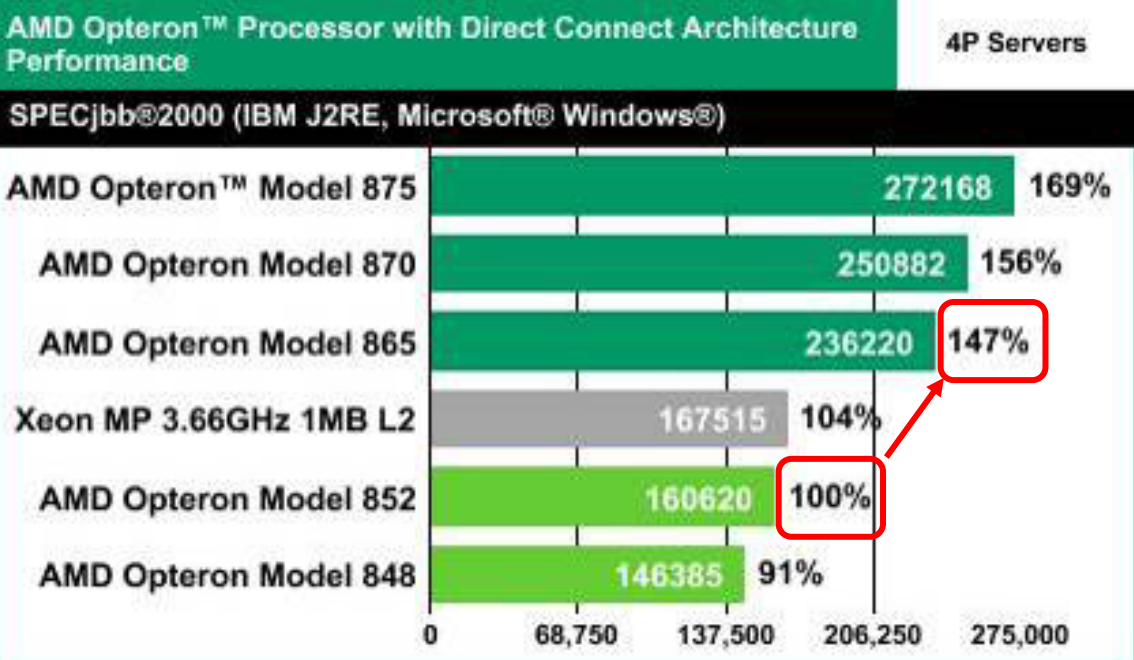 AMD Opteron™ Processor with Direct Connect Architecture
Performance
4P Servers
SPECjbb®2000 (IBM J2RE, Microsoft® Windows®)
AMD Opteron™ Model 875 272168 169%
AMD Opteron Model 870 250882 156%
AMD Opteron Model 865 236220 147%
Xeon MP 3.66GHz 1MB L2 167515 104%
AMD Opteron Model 852 160620 100%
AMD Opteron Model 848 146385 91%
0 68,750 137,500 206,250 275,000